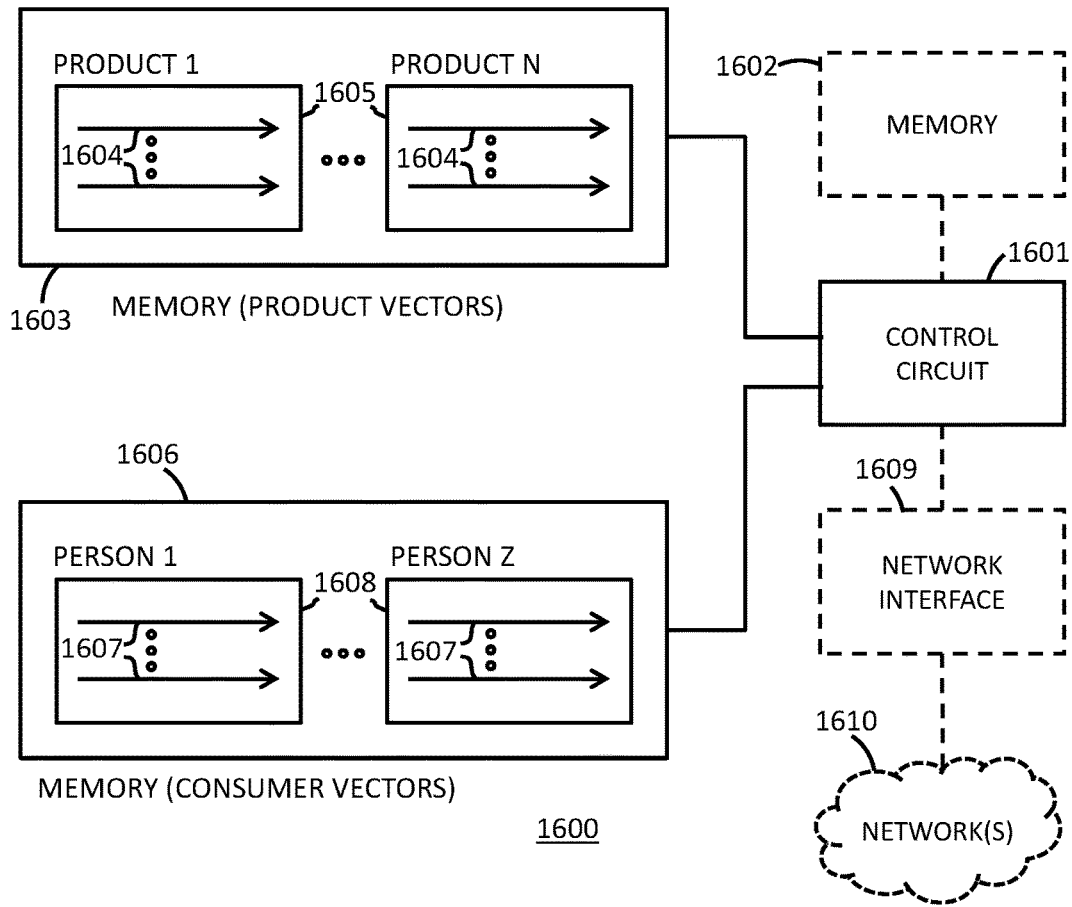 PRODUCT 1
PRODUCT N
1605
1604
1604
1603
MEMORY (PRODUCT VECTORS)
1602
MEMORY
1601
CONTROL
CIRCUIT
1606
PERSON 1
PERSON Z
1608
1607
1607
MEMORY (CONSUMER VECTORS)
1609
NETWORK
INTERFACE
1610
NETWORK(S)
1600